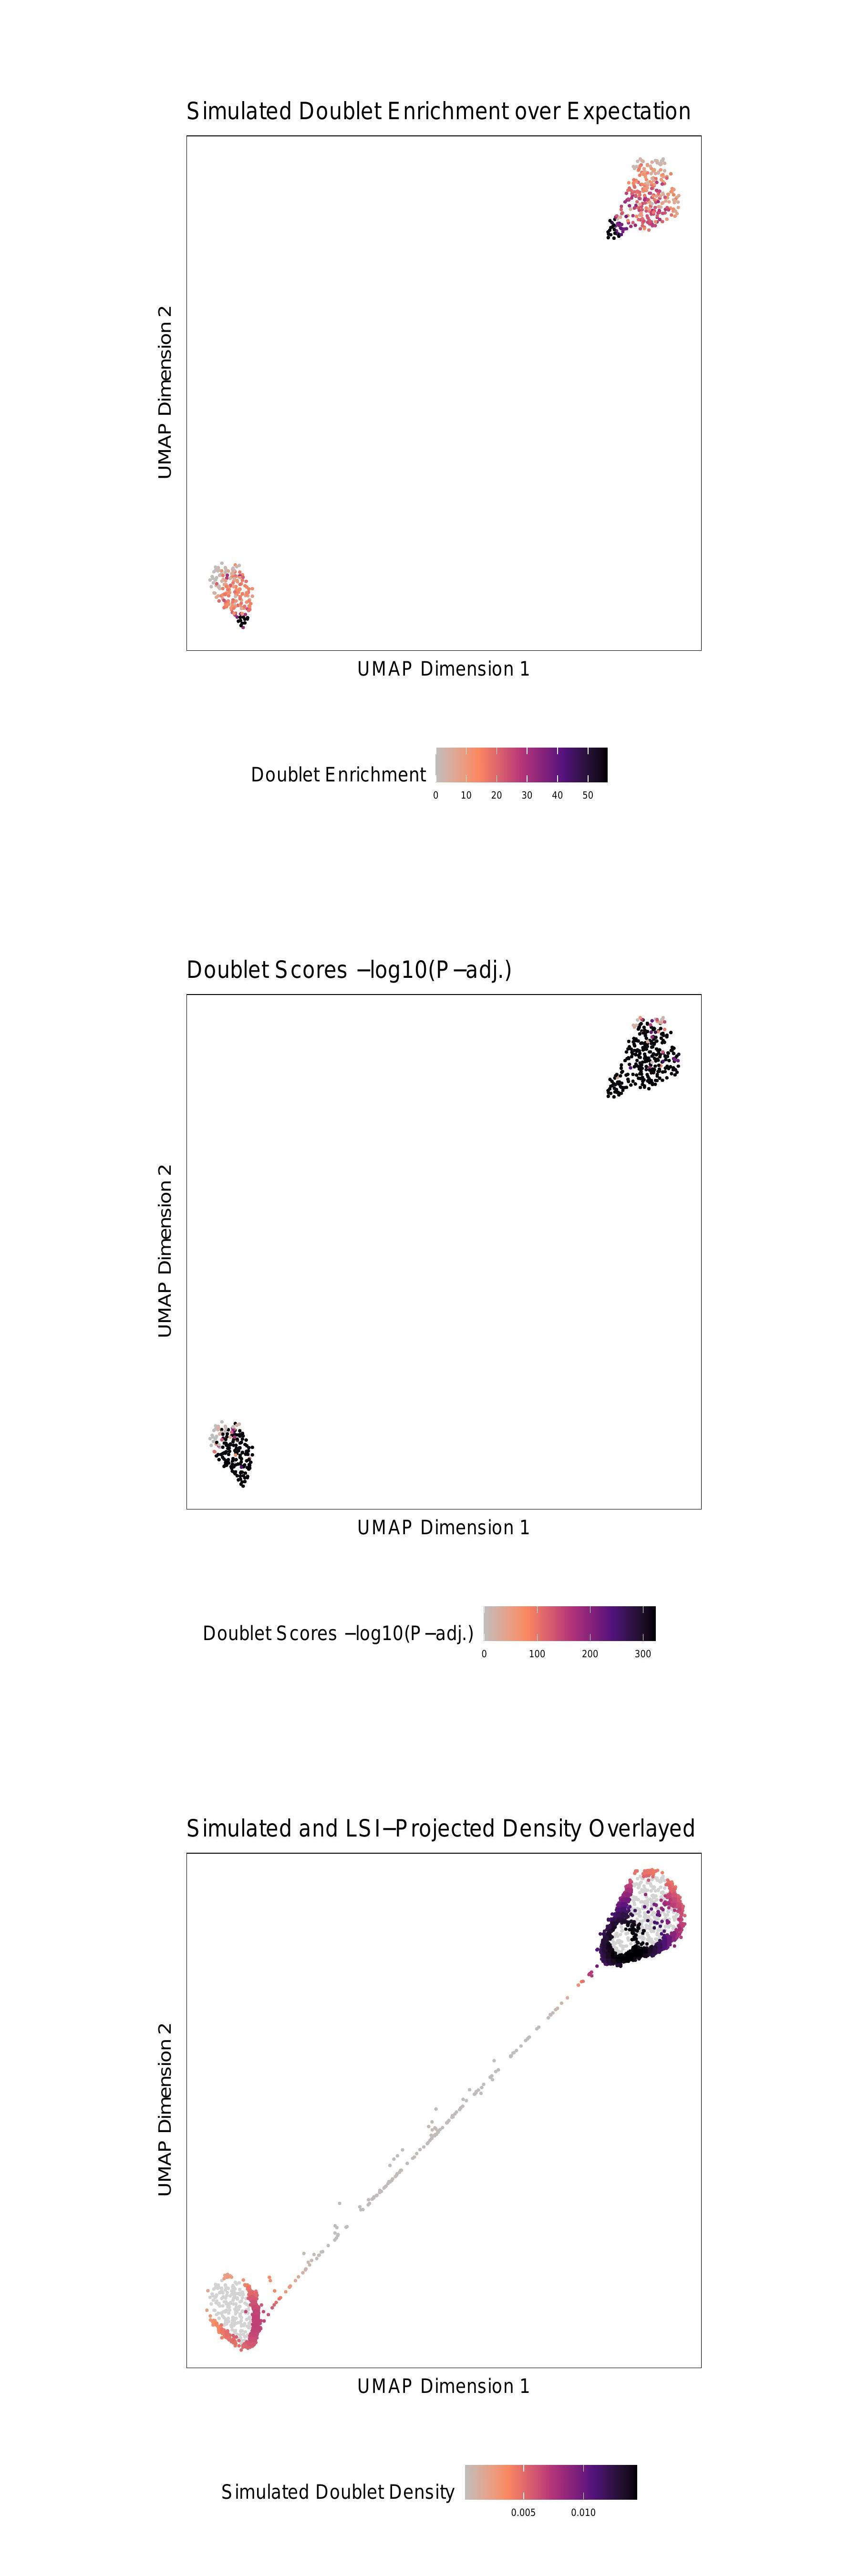 Simulated Doublet Enrichment over Expectation
UMAP Dimension 2
UMAP Dimension 1
Doublet Enrichment
0 10 20 30 40 50
Doublet Scores −log10(P−adj.)
UMAP Dimension 2
UMAP Dimension 1
Doublet Scores −log10(P−adj.)
0 100 200 300
Simulated and LSI−Projected Density Overlayed
UMAP Dimension 2
UMAP Dimension 1
Simulated Doublet Density
0.005 0.010